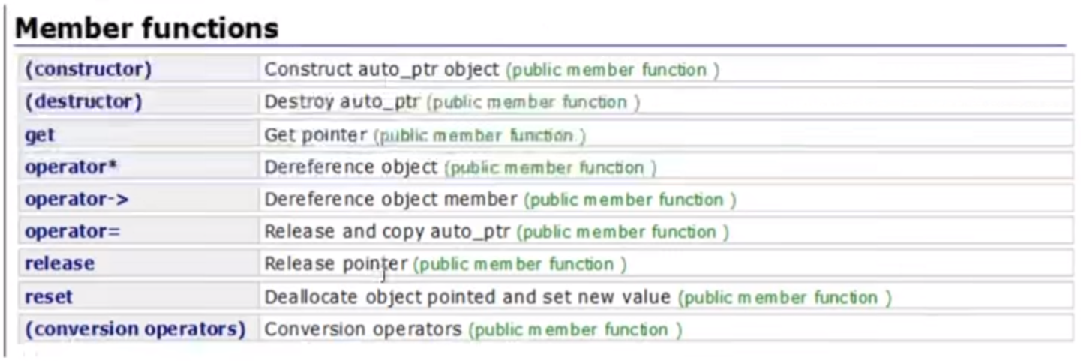 Member functions
(constructor) Construct auto_ptr object (public member function )
(destructor) Destroy auto_ptr (public member function )
get Get pointer (public member function )
operator* Dereference object (public member function )
operator-> Dereference object member (public member function )
operator= Release and copy auto_ptr (public member function )
release Release pointer (public member function )
reset Deallocate object pointed and set new value (public member function )
(conversion operators) Conversion operators (public member function )